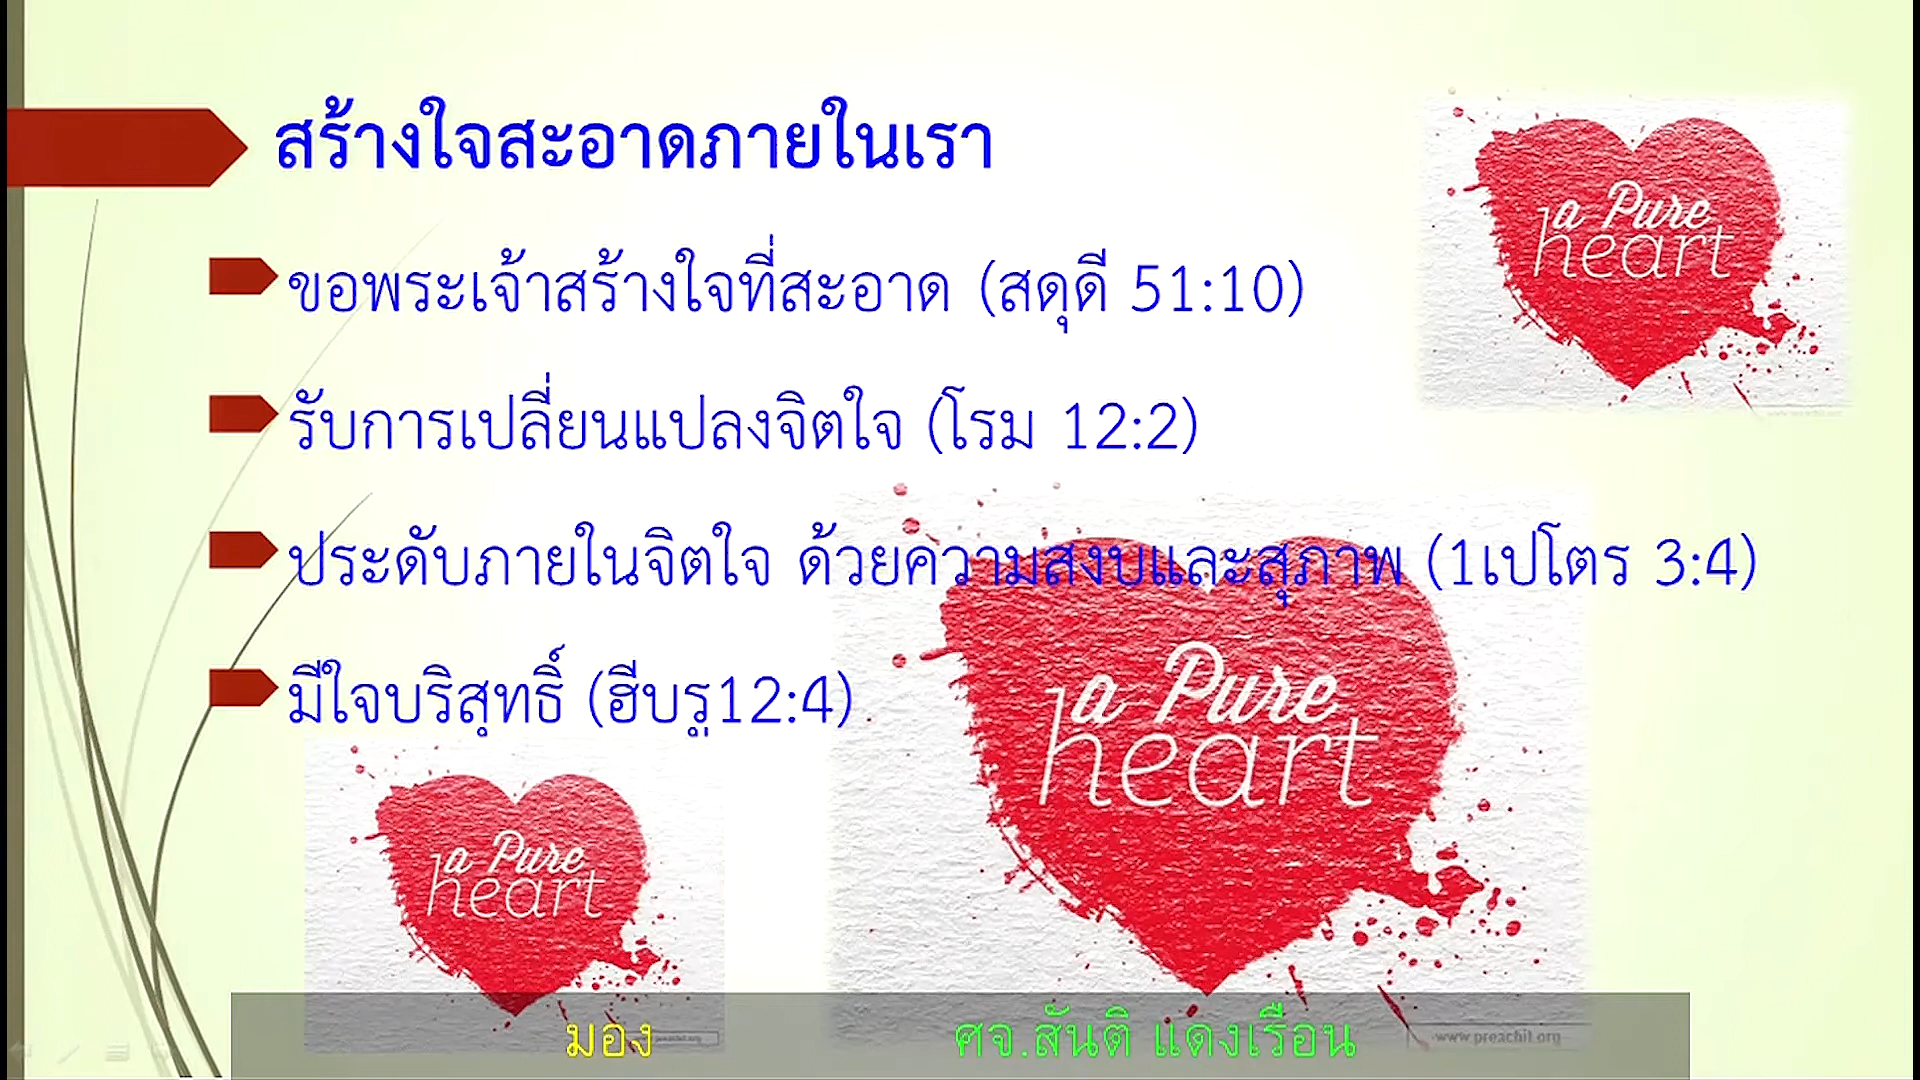 สร้างใจสะอาดภายในเรา
a Pure
heart
ขอพระเจ้าสร้างใจที่สะอาด (สดุดี 51:10)
รับการเปลี่ยนแปลงจิตใจ (โรม 12:2)
ประดับภายในจิตใจ ด้วยความสงบและสุภาพ (1เปโตร 3:4)
มีใจบริสุทธิ์ (ฮีบรู12:4)
a Pure
heart
a Pure
heart
มอง
ศจ.สันติ แดงเรือน
www.preachit.org